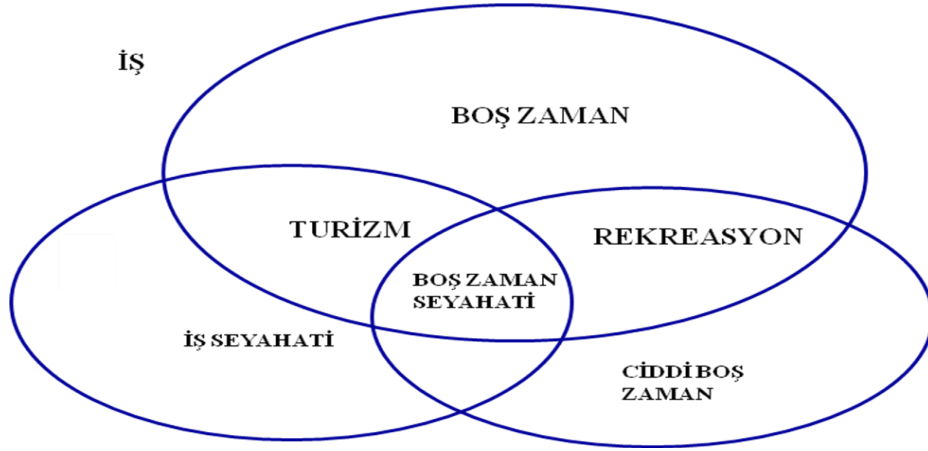 İŞ
BOŞ ZAMAN
TURİZM
REKREASYON
BOŞ ZAMAN
SEYAHATİ
İŞ SEYAHATİ
CİDDİ BOŞ
ZAMAN